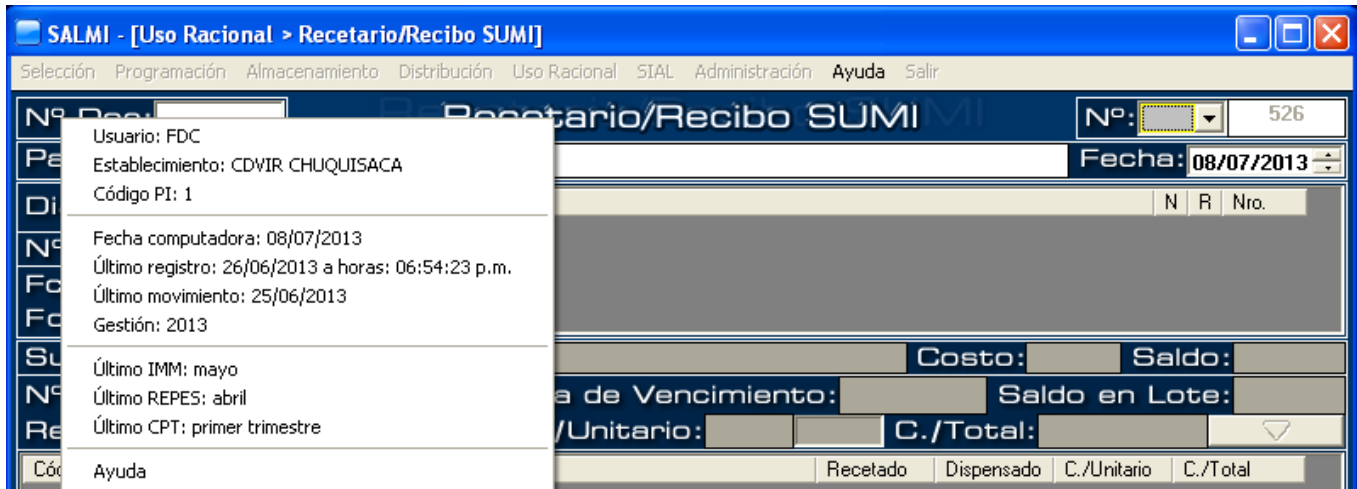 SALMI - [Uso Racional > Recetario/Recibo SUMI]
Selección Programación Almacenamiento Distribución Uso Racional SIAL Administración Ayuda Salir
Recetario/Recibo SUMI Nº: 526
Usuario: FDC
Establecimiento: CDVIR CHUQUISACA
Código PI: 1
Fecha computadora: 08/07/2013
Último registro: 26/06/2013 a horas: 06:54:23 p.m.
Último movimiento: 25/06/2013
Gestión: 2013
Último IMM: mayo
Último REPES: abril
Último CPT: primer trimestre
Ayuda
Fecha: 08/07/2013
N R Nro.
Costo: Saldo:
de Vencimiento: Saldo en Lote:
/Unitario: C./Total:
Recetado Dispensado C./Unitario C./Total